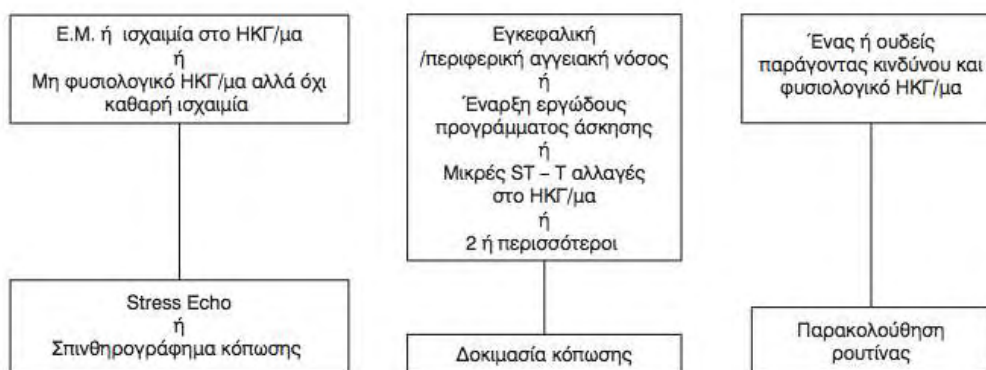 Ε.Μ. ή ισχαιμία στο ΗΚΓ/μα
ή
Μη φυσιολογικό ΗΚΓ/μα αλλά όχι
καθαρή ισχαιμία
Stress Echo
ή
Σπινθηρογράφημα κόπωσης
Εγκεφαλική
/περιφερική αγγειακή νόσος
ή
Έναρξη εργώδους
προγράμματος άσκησης
ή
Μικρές ST – T αλλαγές
στο ΗΚΓ/μα
ή
2 ή περισσότεροι
Δοκιμασία κόπωσης
Ένας ή ουδείς
παράγοντας κινδύνου και
φυσιολογικό ΗΚΓ/μα
Παρακολούθηση
ρουτίνας